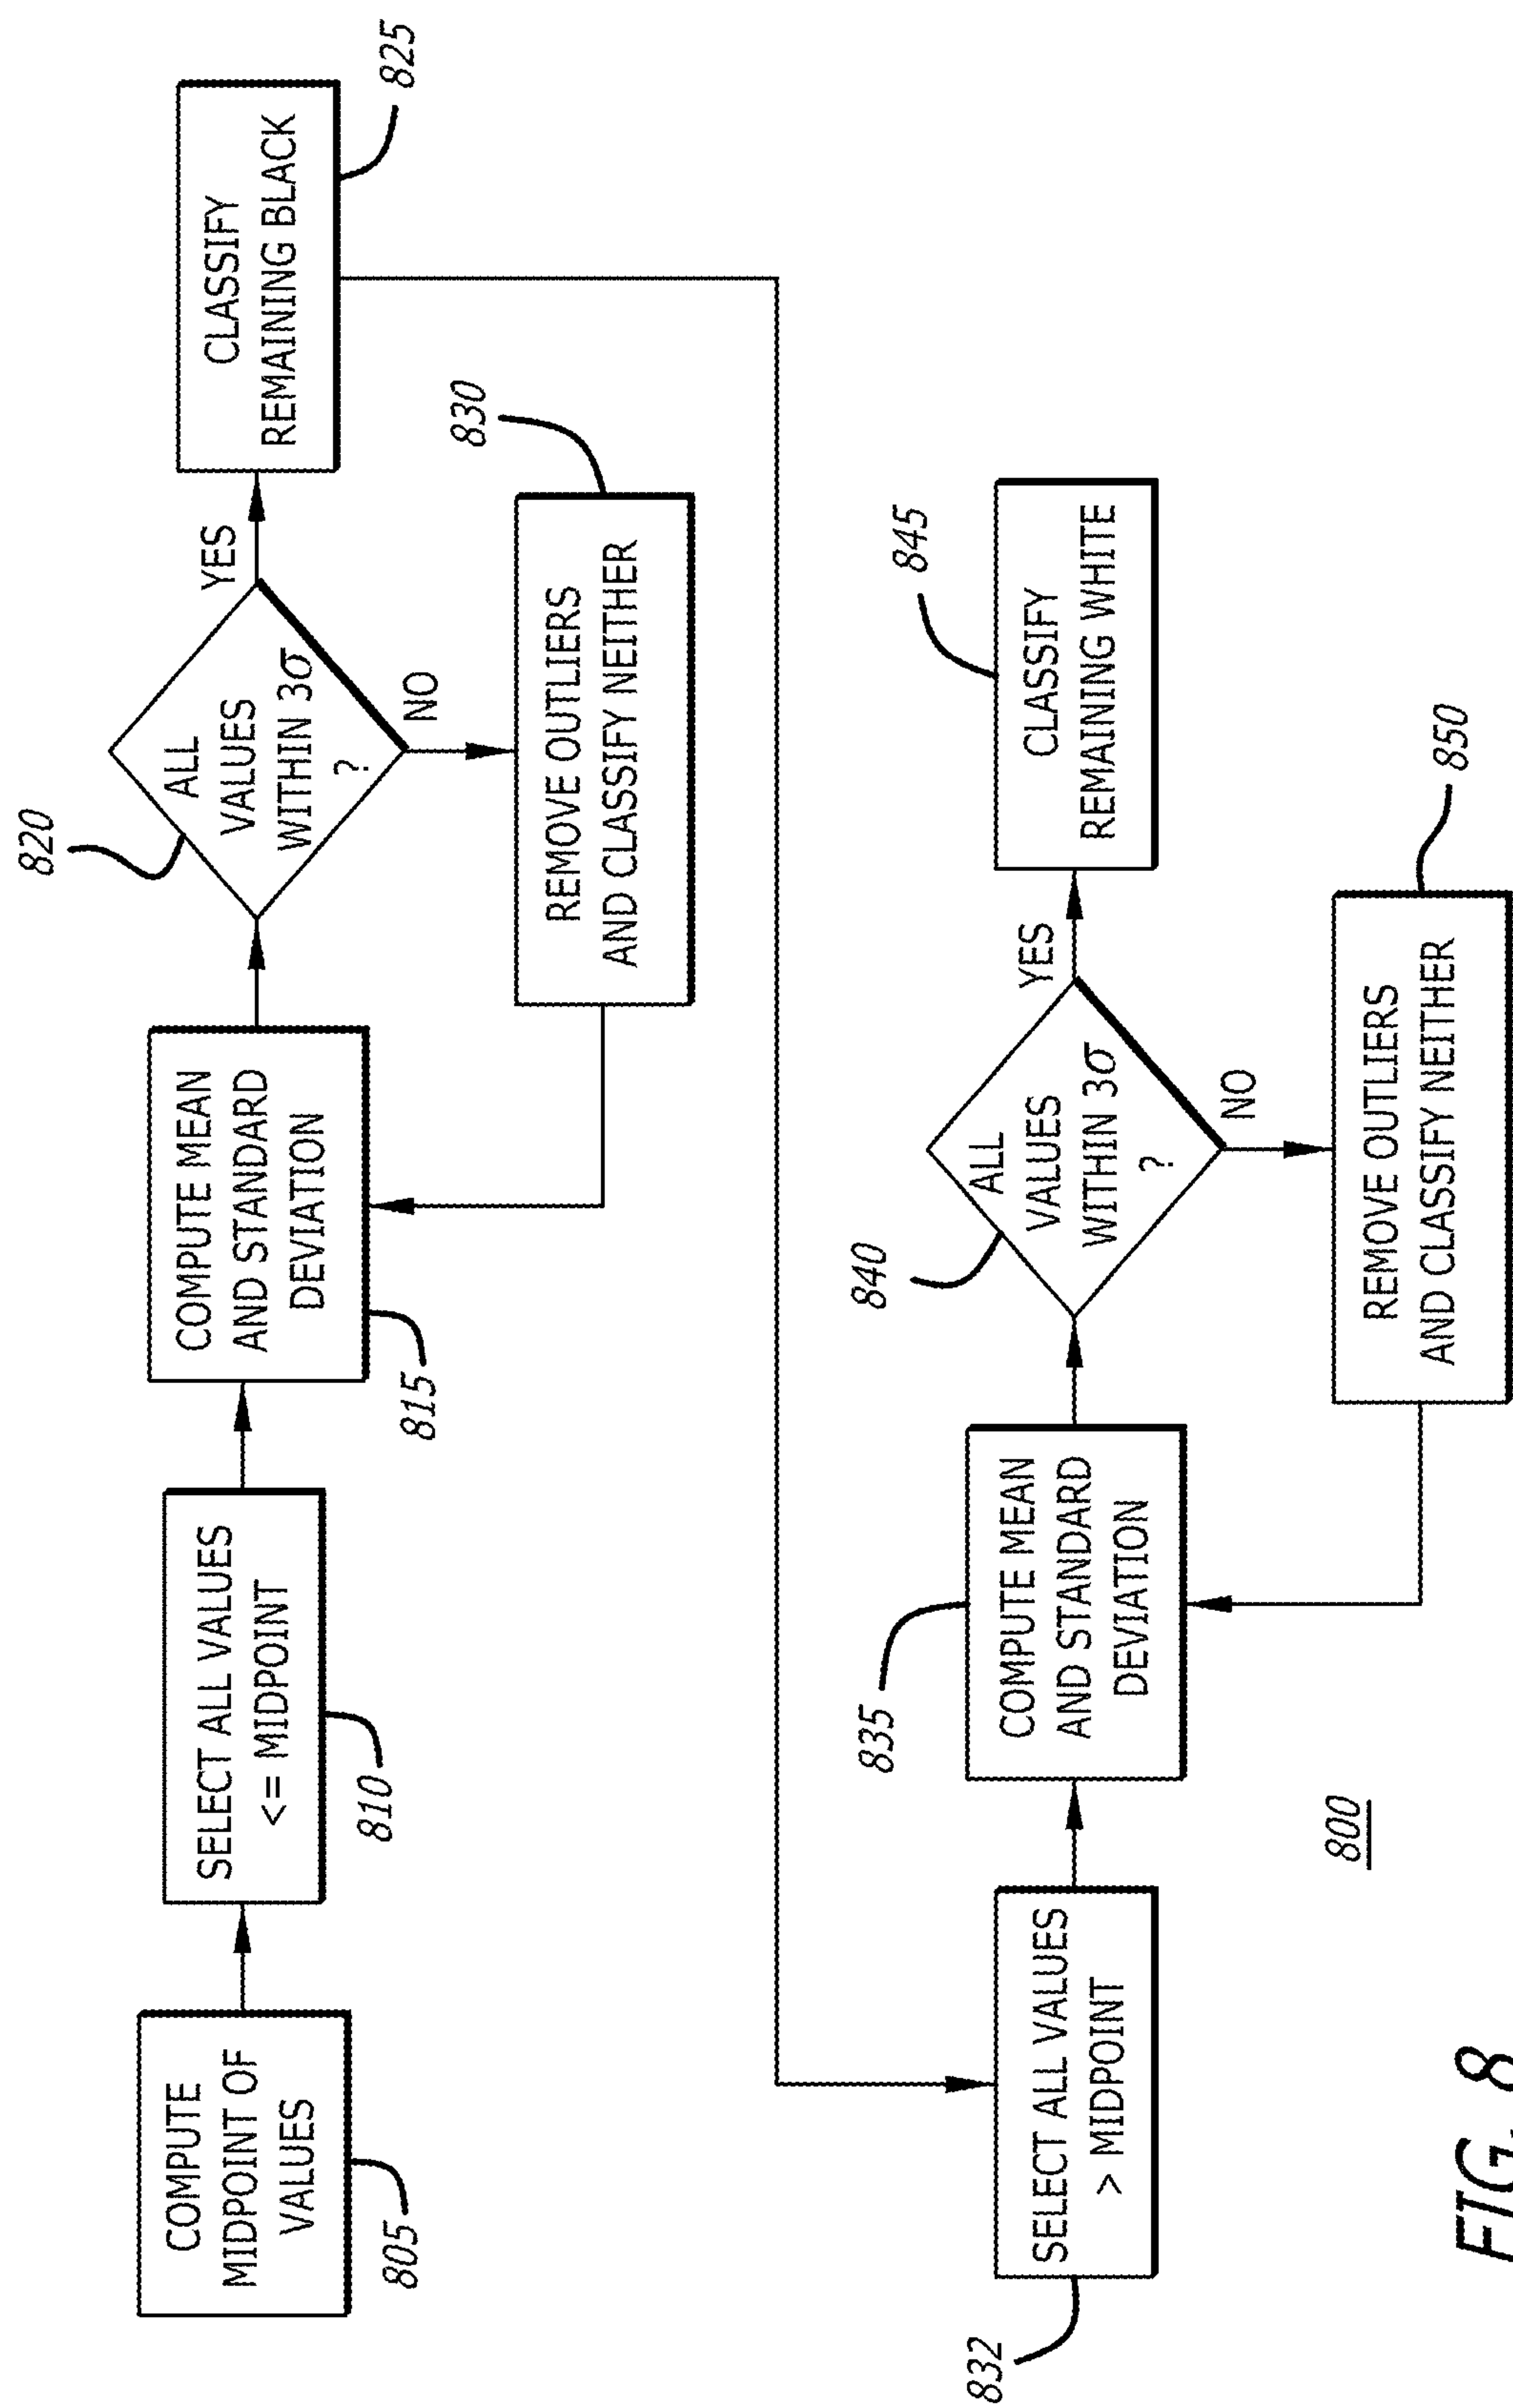 COMPUTE
MIDPOINT OF
VALUES
805
SELECT ALL VALUES
<= MIDPOINT
810
COMPUTE MEAN
AND STANDARD
DEVIATION
815
820
ALL
VALUES
WITHIN 3σ
?
YES
NO
CLASSIFY
REMAINING BLACK
825
REMOVE OUTLIERS
AND CLASSIFY NEITHER
830
832
SELECT ALL VALUES
> MIDPOINT
835
COMPUTE MEAN
AND STANDARD
DEVIATION
840
ALL
VALUES
WITHIN 3σ
?
YES
NO
845
CLASSIFY
REMAINING WHITE
REMOVE OUTLIERS
AND CLASSIFY NEITHER
850
800
FIG. 8